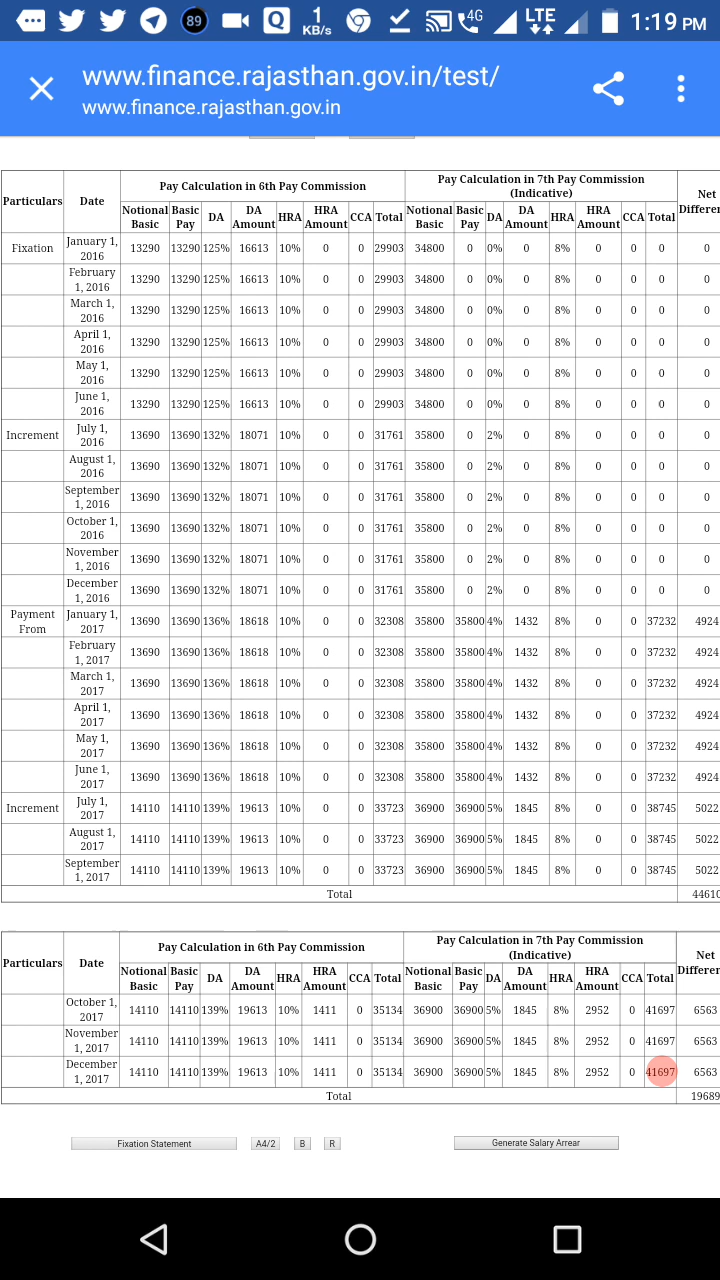 89 1 KB/s 4G LTE 1:19 PM
www.finance.rajasthan.gov.in/test/
www.finance.rajasthan.gov.in
Particulars Date Pay Calculation in 6th Pay Commission Pay Calculation in 7th Pay Commission (Indicative) Net Differen
Notional Basic Basic Pay DA DA Amount HRA HRA Amount CCA Total Notional Basic Basic Pay DA DA Amount HRA HRA Amount CCA Total
Fixation January 1, 2016 13290 13290 125% 16613 10% 0 0 29903 34800 0 0% 0 8% 0 0 0 0
February 1, 2016 13290 13290 125% 16613 10% 0 0 29903 34800 0 0% 0 8% 0 0 0 0
March 1, 2016 13290 13290 125% 16613 10% 0 0 29903 34800 0 0% 0 8% 0 0 0 0
April 1, 2016 13290 13290 125% 16613 10% 0 0 29903 34800 0 0% 0 8% 0 0 0 0
May 1, 2016 13290 13290 125% 16613 10% 0 0 29903 34800 0 0% 0 8% 0 0 0 0
June 1, 2016 13290 13290 125% 16613 10% 0 0 29903 34800 0 0% 0 8% 0 0 0 0
Increment July 1, 2016 13690 13690 132% 18071 10% 0 0 31761 35800 0 2% 0 8% 0 0 0 0
August 1, 2016 13690 13690 132% 18071 10% 0 0 31761 35800 0 2% 0 8% 0 0 0 0
September 1, 2016 13690 13690 132% 18071 10% 0 0 31761 35800 0 2% 0 8% 0 0 0 0
October 1, 2016 13690 13690 132% 18071 10% 0 0 31761 35800 0 2% 0 8% 0 0 0 0
November 1, 2016 13690 13690 132% 18071 10% 0 0 31761 35800 0 2% 0 8% 0 0 0 0
December 1, 2016 13690 13690 132% 18071 10% 0 0 31761 35800 0 2% 0 8% 0 0 0 0
Payment From January 1, 2017 13690 13690 136% 18618 10% 0 0 32308 35800 35800 4% 1432 8% 0 0 37232 4924
February 1, 2017 13690 13690 136% 18618 10% 0 0 32308 35800 35800 4% 1432 8% 0 0 37232 4924
March 1, 2017 13690 13690 136% 18618 10% 0 0 32308 35800 35800 4% 1432 8% 0 0 37232 4924
April 1, 2017 13690 13690 136% 18618 10% 0 0 32308 35800 35800 4% 1432 8% 0 0 37232 4924
May 1, 2017 13690 13690 136% 18618 10% 0 0 32308 35800 35800 4% 1432 8% 0 0 37232 4924
June 1, 2017 13690 13690 136% 18618 10% 0 0 32308 35800 35800 4% 1432 8% 0 0 37232 4924
Increment July 1, 2017 14110 14110 139% 19613 10% 0 0 33723 36900 36900 5% 1845 8% 0 0 38745 5022
August 1, 2017 14110 14110 139% 19613 10% 0 0 33723 36900 36900 5% 1845 8% 0 0 38745 5022
September 1, 2017 14110 14110 139% 19613 10% 0 0 33723 36900 36900 5% 1845 8% 0 0 38745 5022
Total 44610
Particulars Date Pay Calculation in 6th Pay Commission Pay Calculation in 7th Pay Commission (Indicative) Net Differen
Notional Basic Basic Pay DA DA Amount HRA HRA Amount CCA Total Notional Basic Basic Pay DA DA Amount HRA HRA Amount CCA Total
October 1, 2017 14110 14110 139% 19613 10% 1411 0 35134 36900 36900 5% 1845 8% 2952 0 41697 6563
November 1, 2017 14110 14110 139% 19613 10% 1411 0 35134 36900 36900 5% 1845 8% 2952 0 41697 6563
December 1, 2017 14110 14110 139% 19613 10% 1411 0 35134 36900 36900 5% 1845 8% 2952 0 41697 6563
Total 19689
Fixation Statement A4/2 B R Generate Salary Arrear